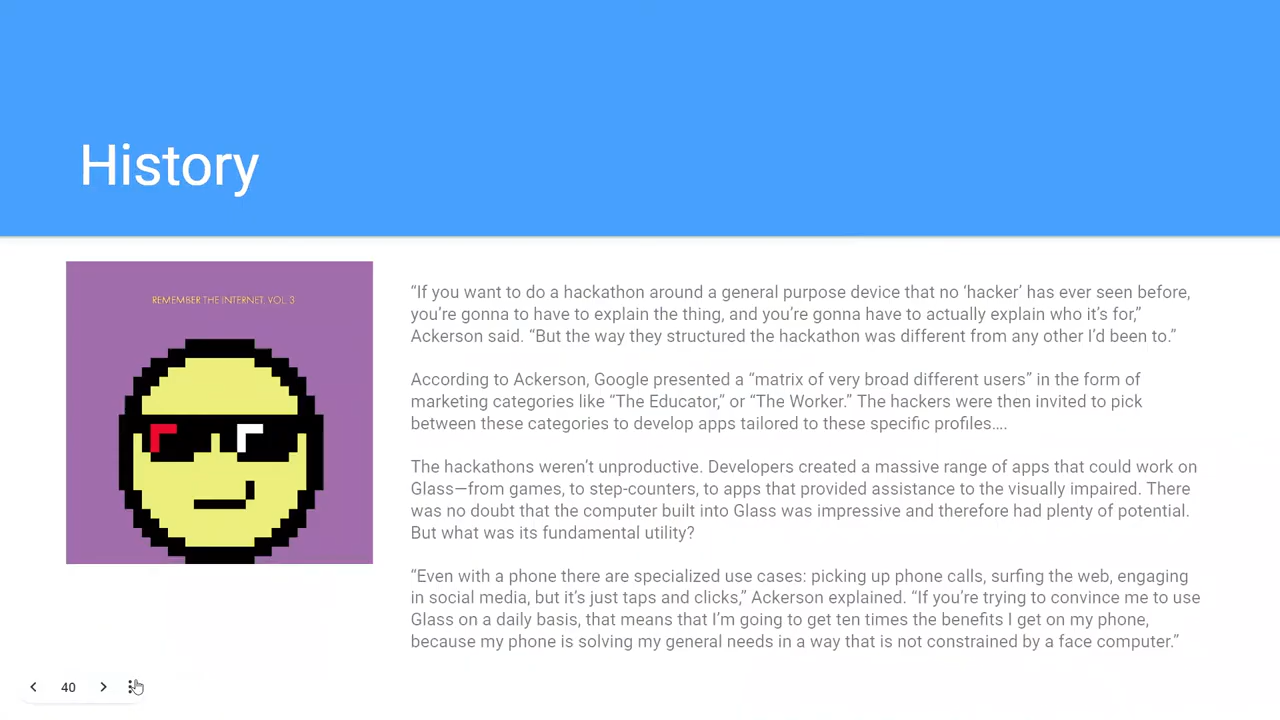 History
REMEMBER THE INTERNET, VOL. 3
“If you want to do a hackathon around a general purpose device that no ‘hacker’ has ever seen before,
you’re gonna to have to explain the thing, and you’re gonna have to actually explain who it’s for,”
Ackerson said. “But the way they structured the hackathon was different from any other I’d been to.”
According to Ackerson, Google presented a “matrix of very broad different users” in the form of
marketing categories like “The Educator,” or “The Worker.” The hackers were then invited to pick
between these categories to develop apps tailored to these specific profiles….
The hackathons weren’t unproductive. Developers created a massive range of apps that could work on
Glass—from games, to step-counters, to apps that provided assistance to the visually impaired. There
was no doubt that the computer built into Glass was impressive and therefore had plenty of potential.
But what was its fundamental utility?
”Even with a phone there are specialized use cases: picking up phone calls, surfing the web, engaging
in social media, but it’s just taps and clicks,” Ackerson explained. “If you’re trying to convince me to use
Glass on a daily basis, that means that I’m going to get ten times the benefits I get on my phone,
because my phone is solving my general needs in a way that is not constrained by a face computer.”
40